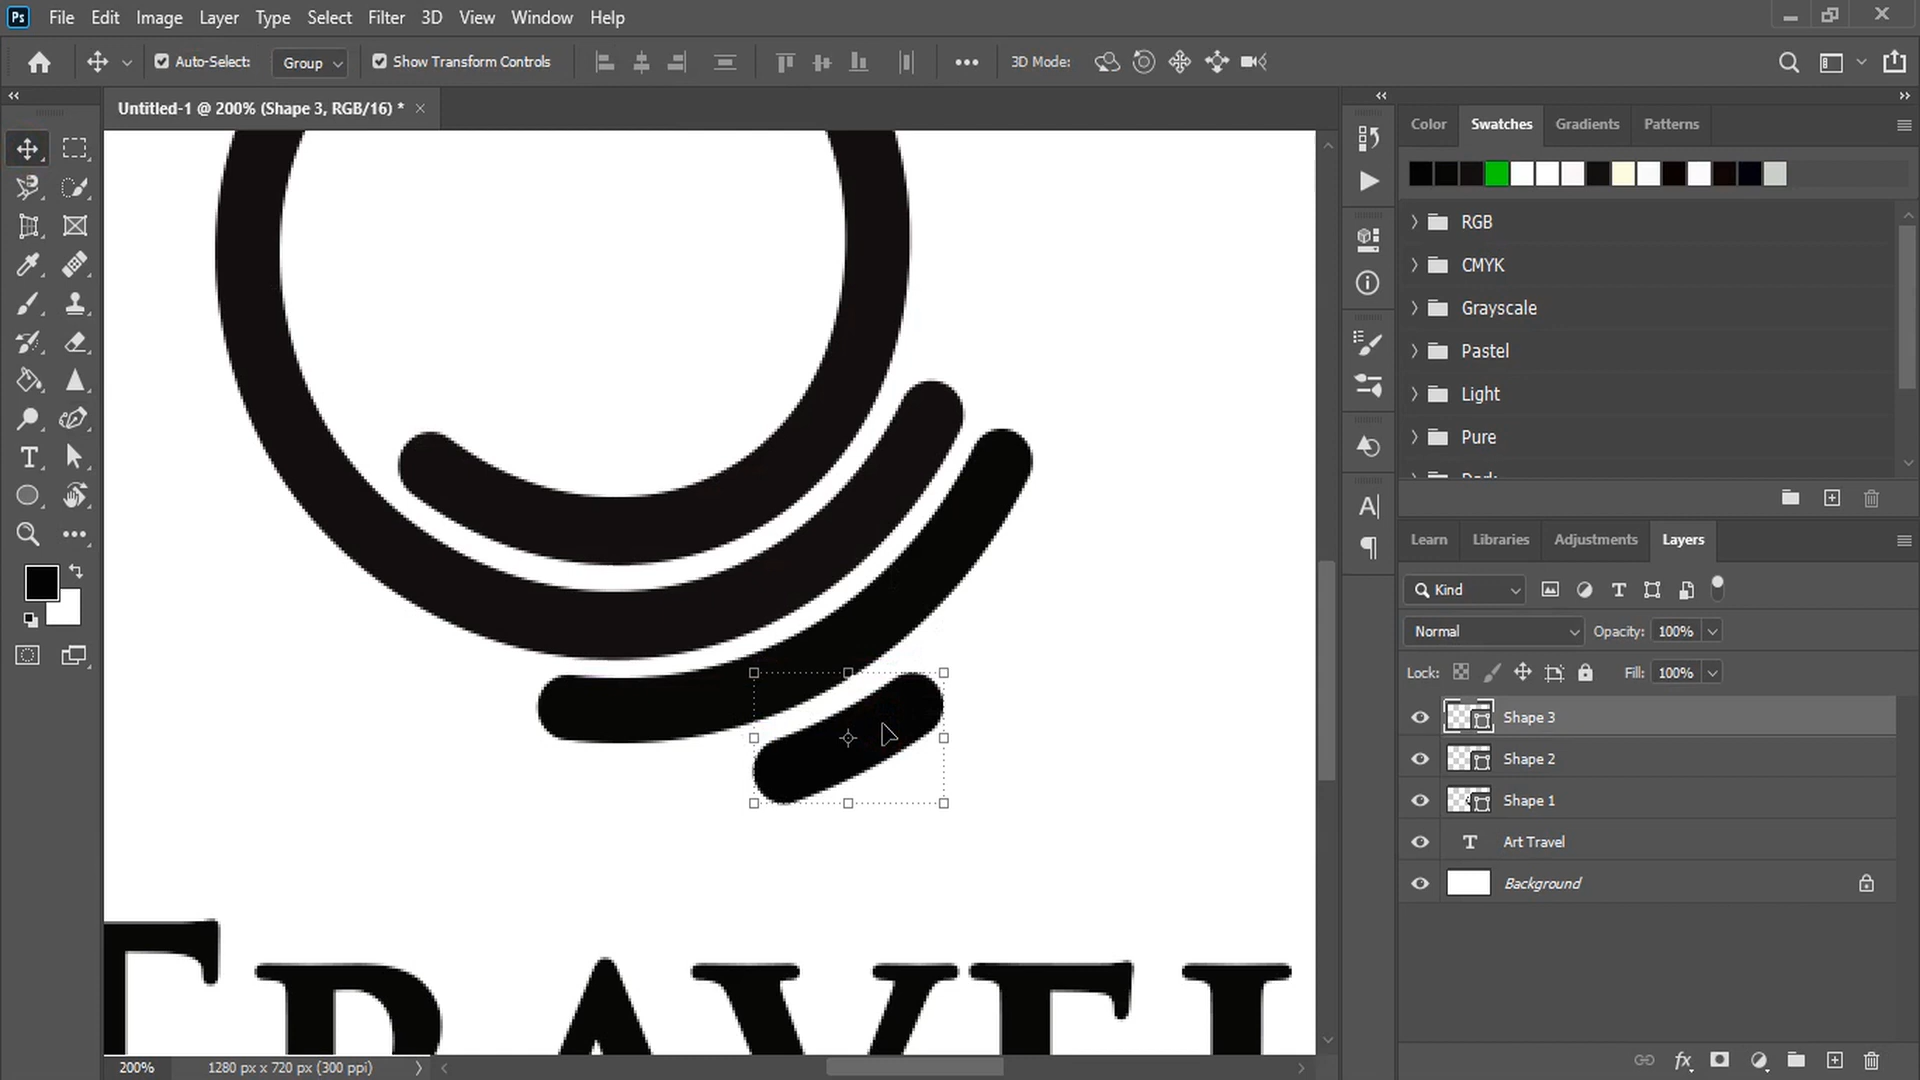 Ps File Edit Image Layer Type Select Filter 3D View Window Help
Auto-Select: Group Show Transform Controls 3D Mode:
Untitled-1 @ 200% (Shape 3, RGB/16) *
Color Swatches Gradients Patterns
RGB
CMYK
Grayscale
Pastel
Light
Pure
Learn Libraries Adjustments Layers
Kind
Normal Opacity: 100%
Lock: Fill: 100%
Shape 3
Shape 2
Shape 1
T Art Travel
Background
TRAVEL
200% 1280 px x 720 px (300 ppi)